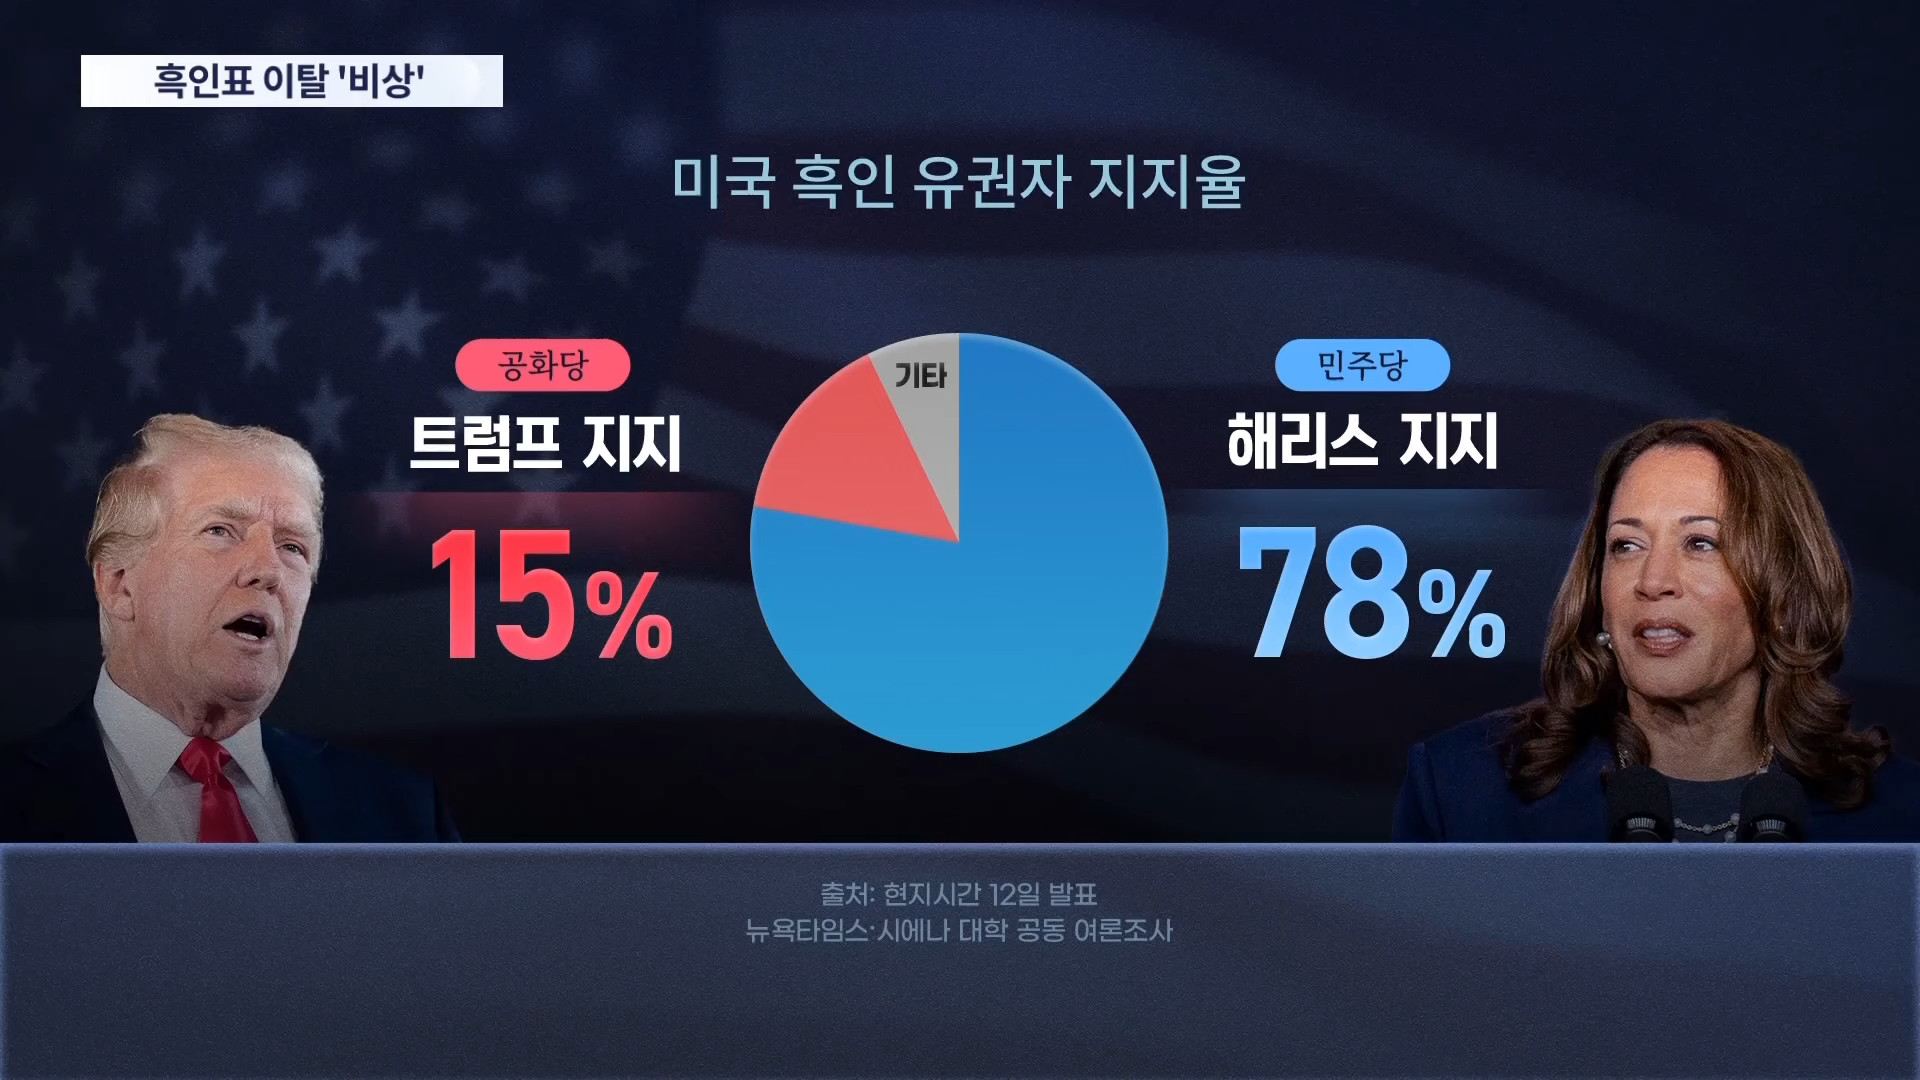 흑인표 이탈 '비상'
미국 흑인 유권자 지지율
공화당
트럼프 지지
15%
기타
민주당
해리스 지지
78%
출처: 현지시간 12일 발표
뉴욕타임스·시에나 대학 공동 여론조사